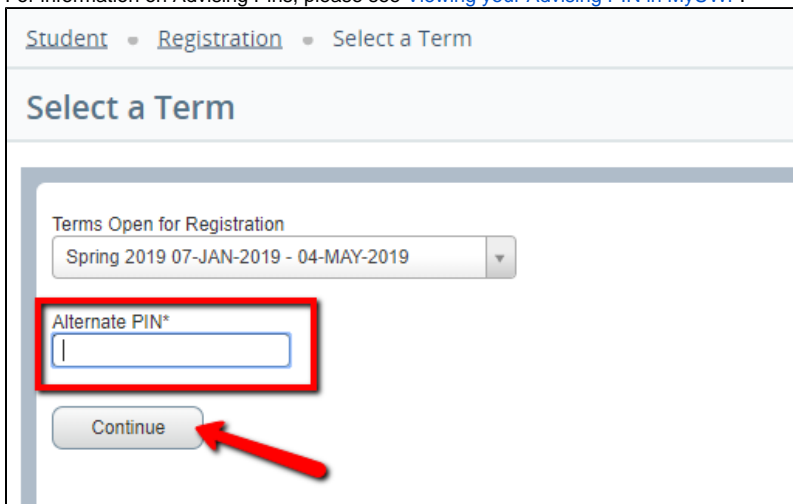 For information on Advising Pins, please see Viewing your Advising PIN in MyUWF .
Student • Registration • Select a Term
Select a Term
Terms Open for Registration
Spring 2019 07-JAN-2019 - 04-MAY-2019
Alternate PIN*
Continue